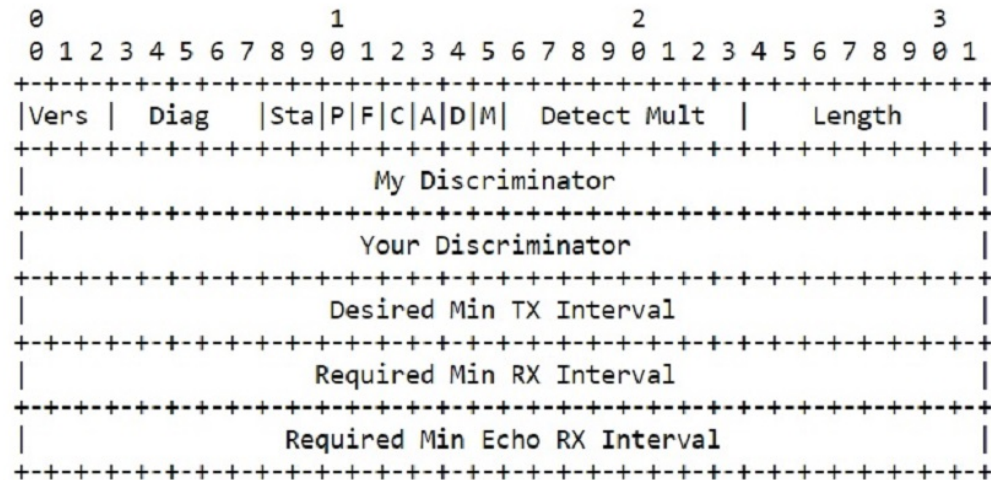 0                   1                   2                   3
0 1 2 3 4 5 6 7 8 9 0 1 2 3 4 5 6 7 8 9 0 1 2 3 4 5 6 7 8 9 0 1
+-+-+-+-+-+-+-+-+-+-+-+-+-+-+-+-+-+-+-+-+-+-+-+-+-+-+-+-+-+-+-+-+
|Vers |  Diag   |Sta|P|F|C|A|D|M|  Detect Mult  |    Length     |
+-+-+-+-+-+-+-+-+-+-+-+-+-+-+-+-+-+-+-+-+-+-+-+-+-+-+-+-+-+-+-+-+
|                       My Discriminator                        |
+-+-+-+-+-+-+-+-+-+-+-+-+-+-+-+-+-+-+-+-+-+-+-+-+-+-+-+-+-+-+-+-+
|                      Your Discriminator                       |
+-+-+-+-+-+-+-+-+-+-+-+-+-+-+-+-+-+-+-+-+-+-+-+-+-+-+-+-+-+-+-+-+
|                    Desired Min TX Interval                    |
+-+-+-+-+-+-+-+-+-+-+-+-+-+-+-+-+-+-+-+-+-+-+-+-+-+-+-+-+-+-+-+-+
|                   Required Min RX Interval                    |
+-+-+-+-+-+-+-+-+-+-+-+-+-+-+-+-+-+-+-+-+-+-+-+-+-+-+-+-+-+-+-+-+
|                 Required Min Echo RX Interval                 |
+-+-+-+-+-+-+-+-+-+-+-+-+-+-+-+-+-+-+-+-+-+-+-+-+-+-+-+-+-+-+-+-+